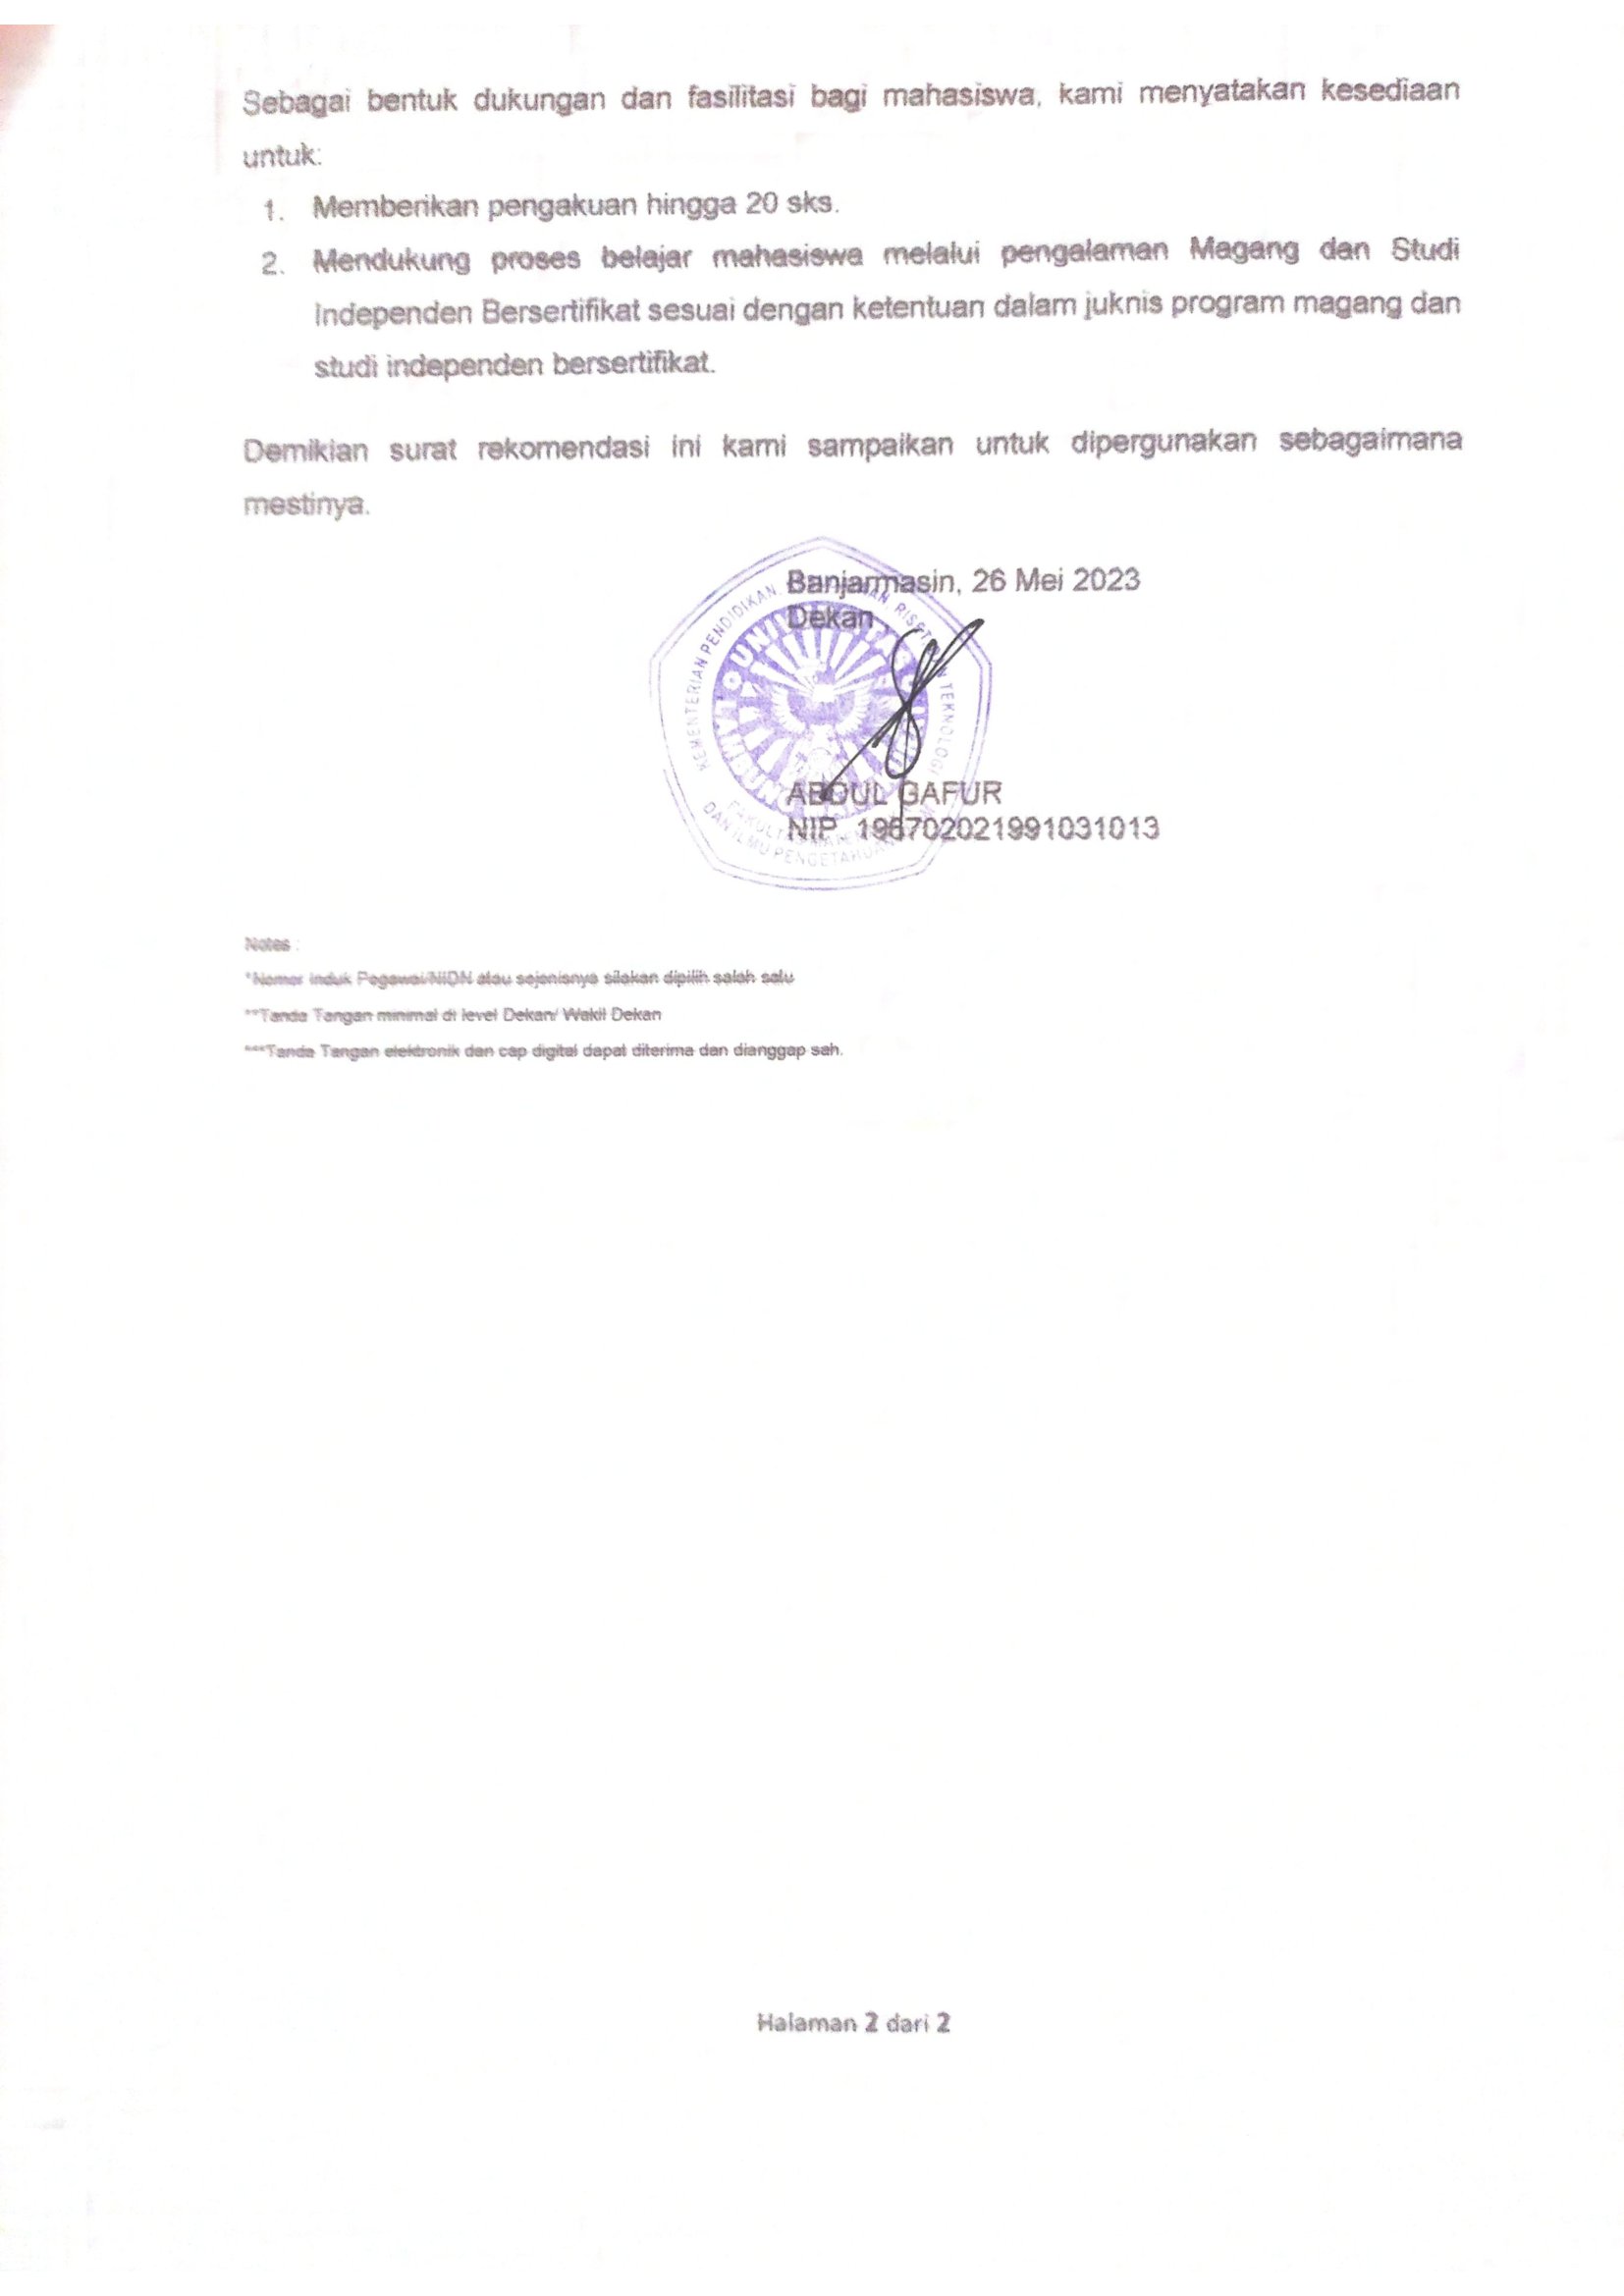 Sebagai bentuk dukungan dan fasilitasi bagi mahasiswa, kami menyatakan kesediaan
untuk:
1. Memberikan pengakuan hingga 20 sks.
2. Mendukung proses belajar mahasiswa melalui pengalaman Magang dan Studi
Independen Bersertifikat sesuai dengan ketentuan dalam juknis program magang dan
studi independen bersertifikat.
Demikian surat rekomendasi ini kami sampaikan untuk dipergunakan sebagaimana
mestinya.
Banjarmasin, 26 Mei 2023
Dekan
KEMENTERIAN PENDIDIKAN, RISET TEKNOLOGI
FAKULTAS
DAN ILMU PENGETAHUAN
ABDUL GAFUR
NIP 196702021991031013
Notes :
*Nomor Induk Pegawai/NIDN atau sejenisnya silakan dipilih salah satu
**Tanda Tangan minimal di level Dekan/ Wakil Dekan
***Tanda Tangan elektronik dan cap digital dapat diterima dan dianggap sah.
Halaman 2 dari 2